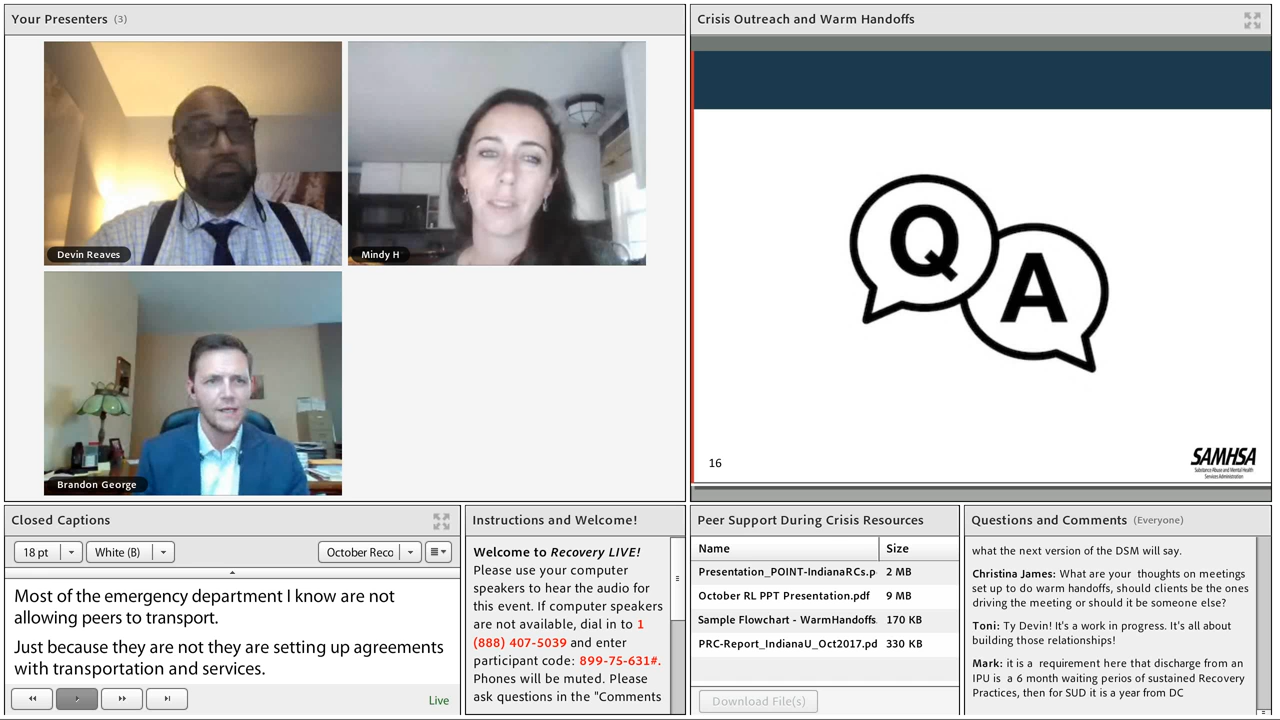 Your Presenters (3)
Devin Reaves
Mindy H
Brandon George
Crisis Outreach and Warm Handoffs
Q
A
16
SAMHSA
Substance Abuse and Mental Health
Services Administration
Closed Captions
18 pt
White (B)
October Reco
Most of the emergency department I know are not
allowing peers to transport.
Just because they are not they are setting up agreements
with transportation and services.
Live
Instructions and Welcome!
Welcome to Recovery LIVE!
Please use your computer
speakers to hear the audio for
this event. If computer speakers
are not available, dial in to 1
(888) 407-5039 and enter
participant code: 899-75-631#.
Phones will be muted. Please
ask questions in the "Comments
Peer Support During Crisis Resources
Name Size
Presentation_POINT-IndianaRCs.p 2 MB
October RL PPT Presentation.pdf 9 MB
Sample Flowchart - WarmHandoffs. 170 KB
PRC-Report_IndianaU_Oct2017.pd 330 KB
Download File(s)
Questions and Comments (Everyone)
what the next version of the DSM will say.
Christina James: What are your thoughts on meetings
set up to do warm handoffs, should clients be the ones
driving the meeting or should it be someone else?
Toni: Ty Devin! It's a work in progress. It's all about
building those relationships!
Mark: it is a requirement here that discharge from an
IPU is a 6 month waiting perios of sustained Recovery
Practices, then for SUD it is a year from DC